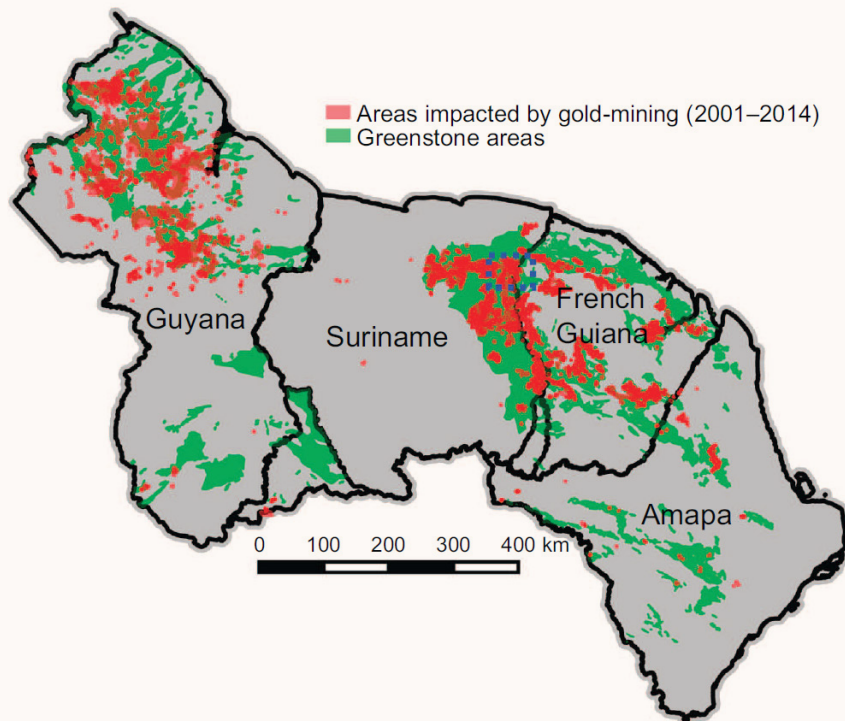 Areas impacted by gold-mining (2001–2014)
Greenstone areas
Guyana
Suriname
French
Guiana
Amapa
0 100 200 300 400 km